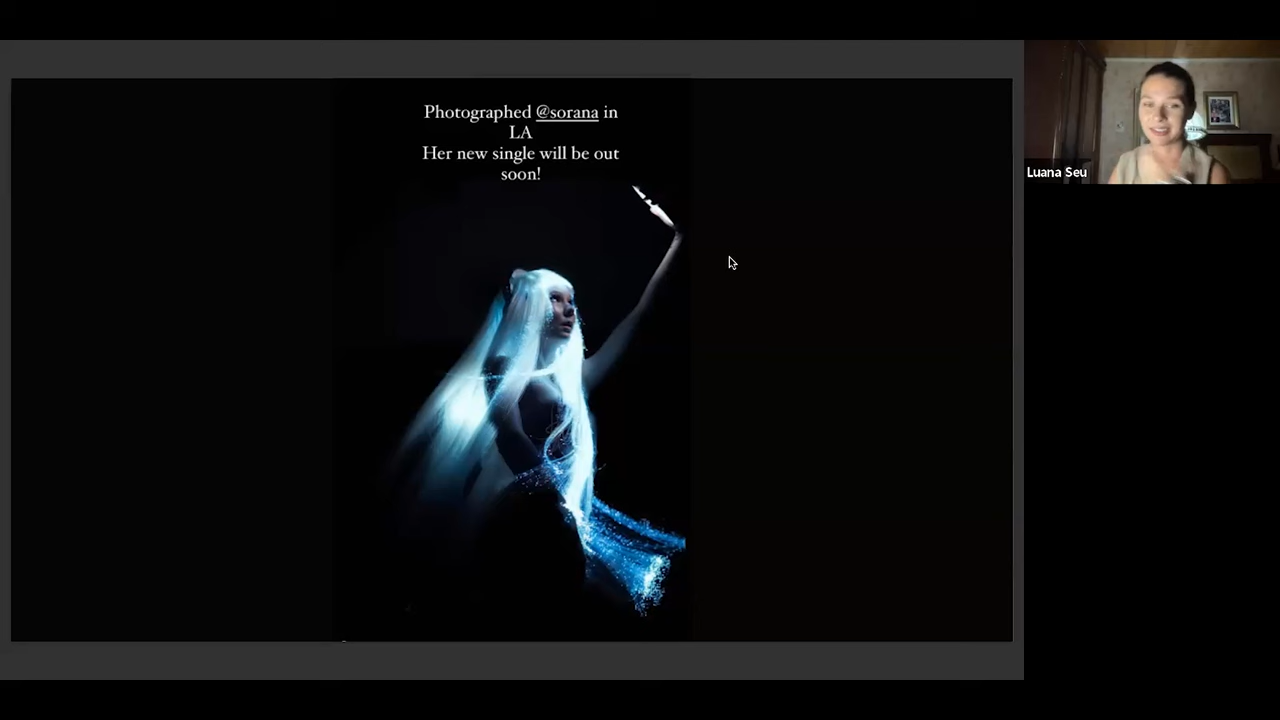 Photographed @sorana in
LA
Her new single will be out
soon!
Luana Seu